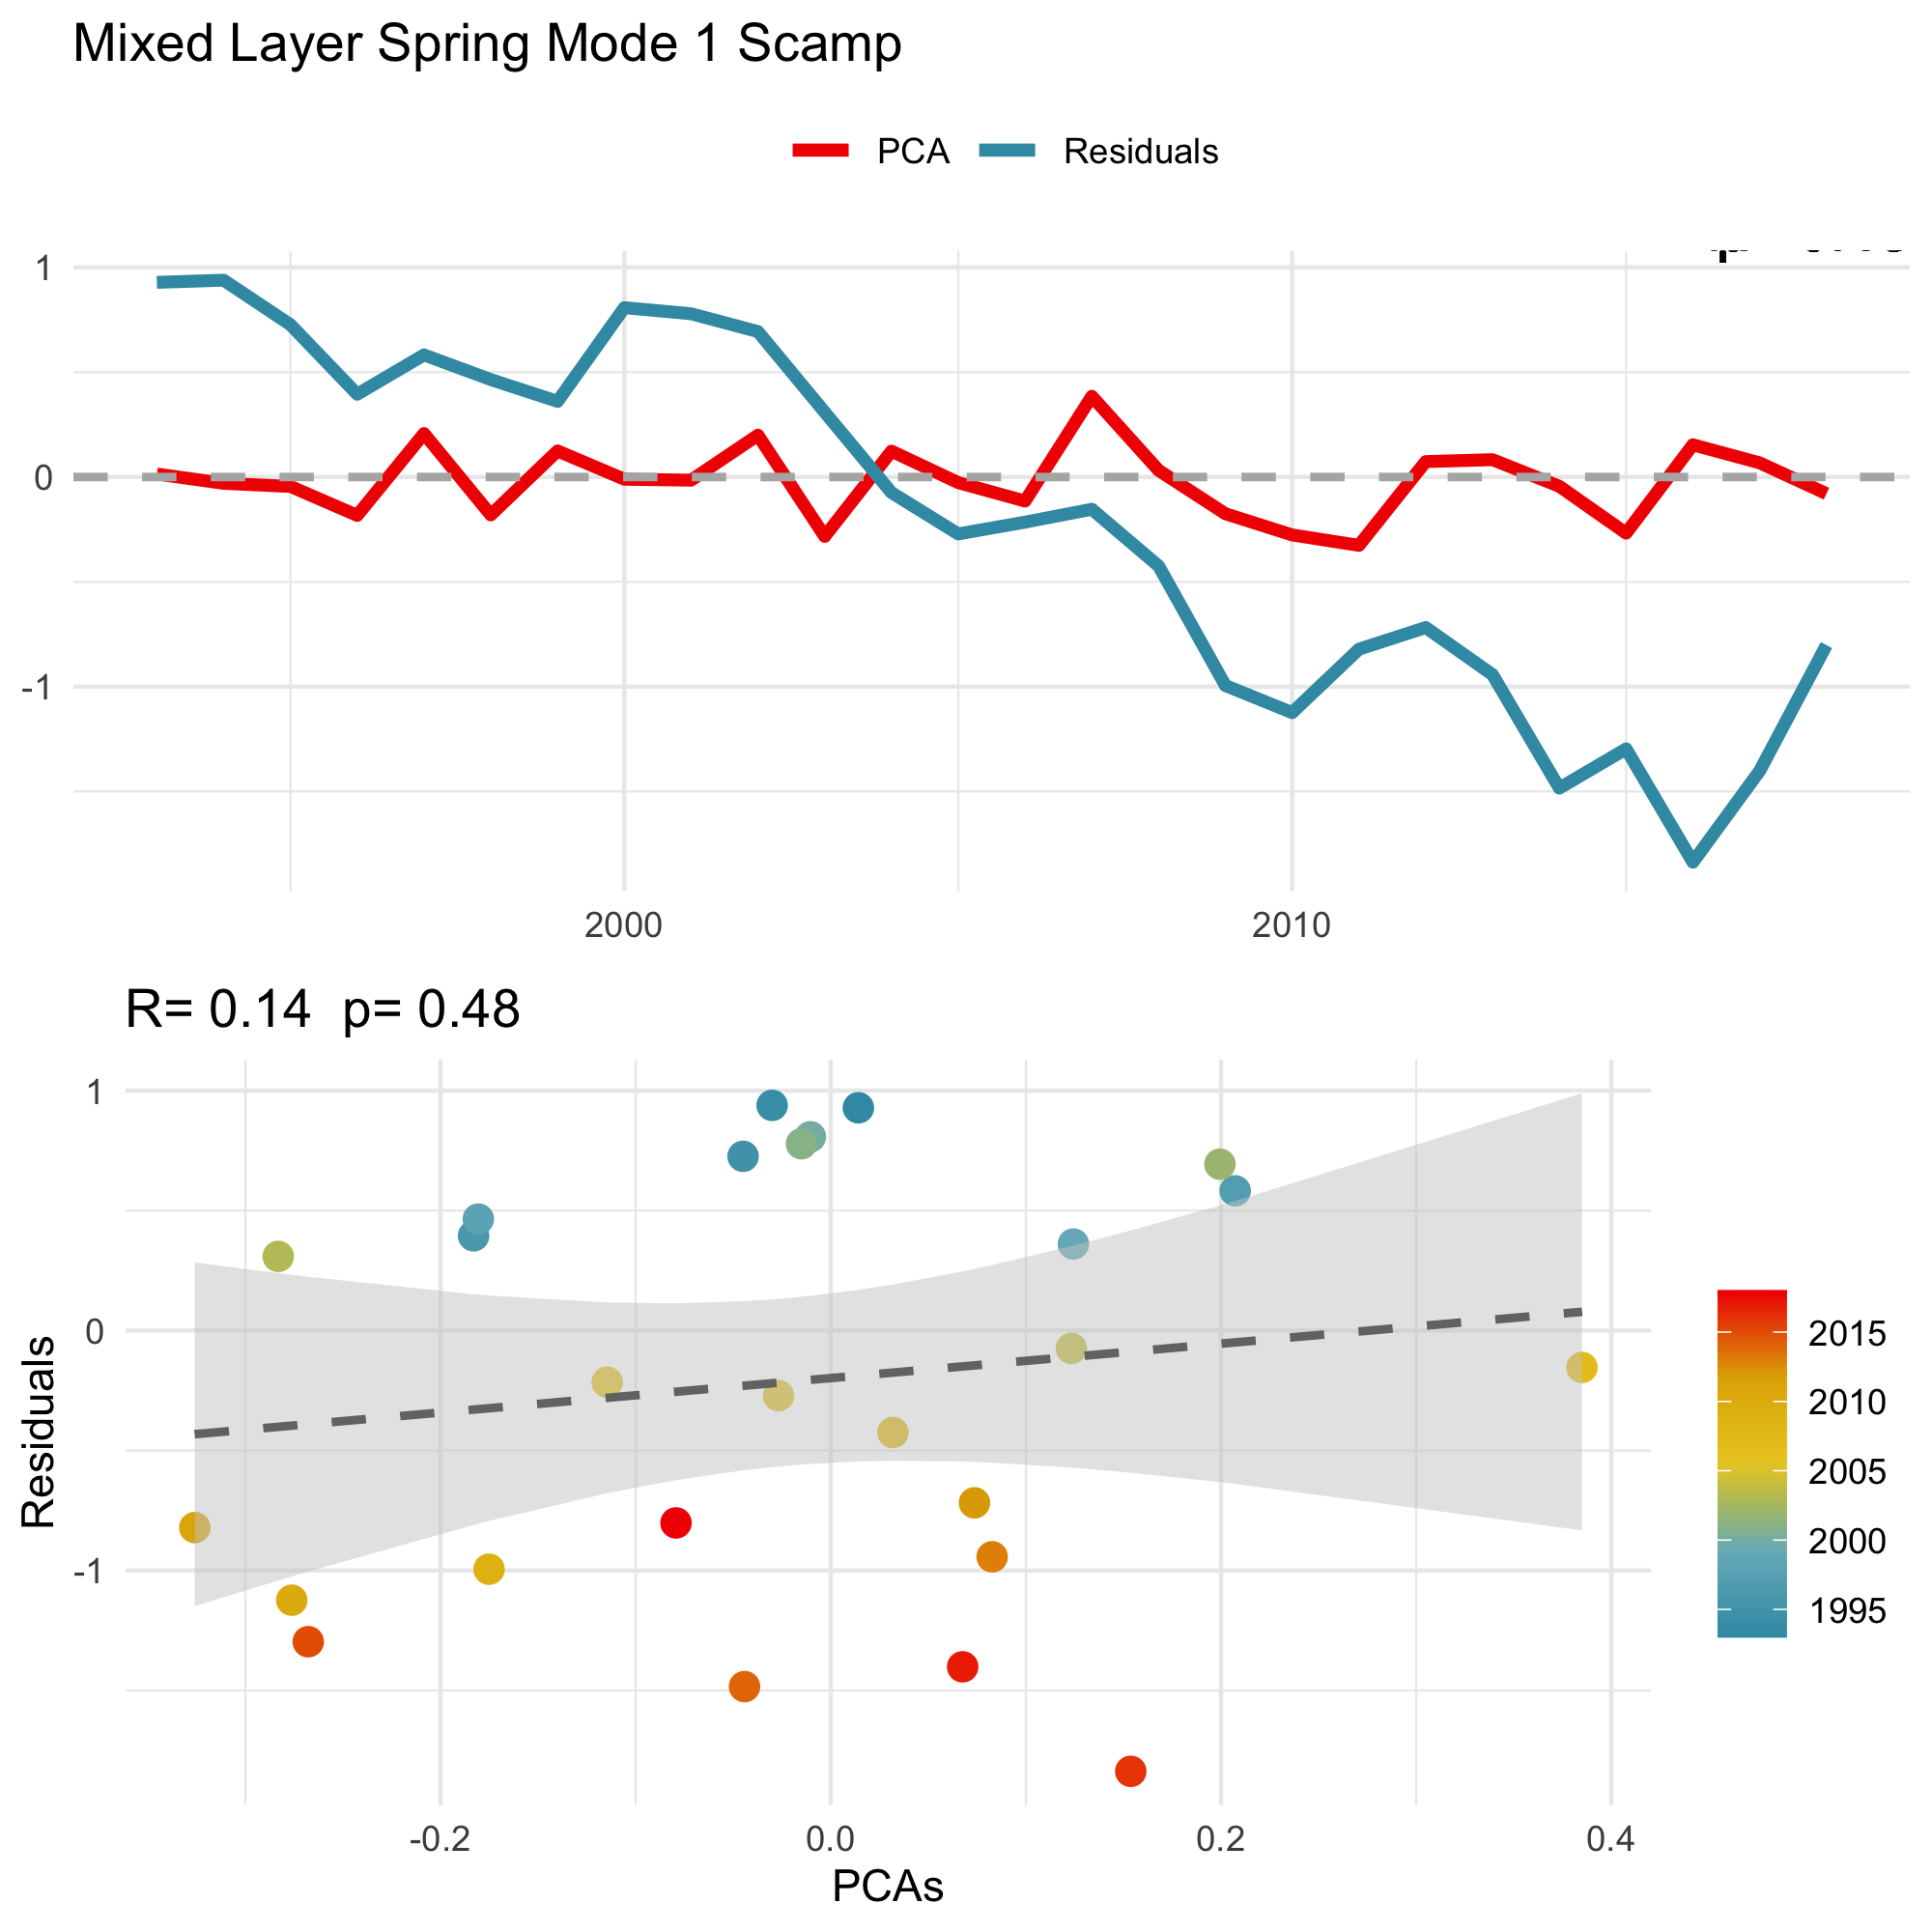 Mixed Layer Spring Mode 1 Scamp
PCA Residuals
1
0
-1
2000 2010
R= 0.14 p= 0.48
1
0
-1
Residuals
2015
2010
2005
2000
1995
-0.2 0.0 0.2 0.4
PCAs